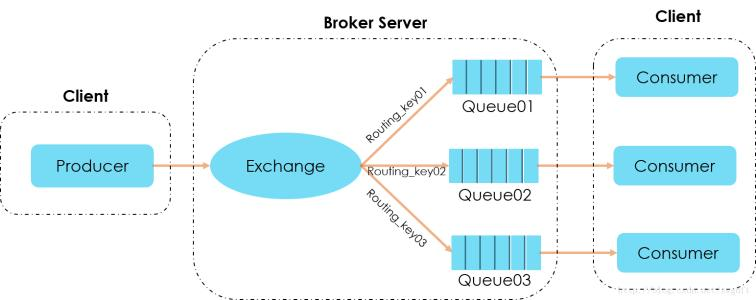 Broker Server
Client
Client
Producer
Exchange
Routing_key01
Routing_key02
Routing_key03
Queue01
Queue02
Queue03
Consumer
Consumer
Consumer